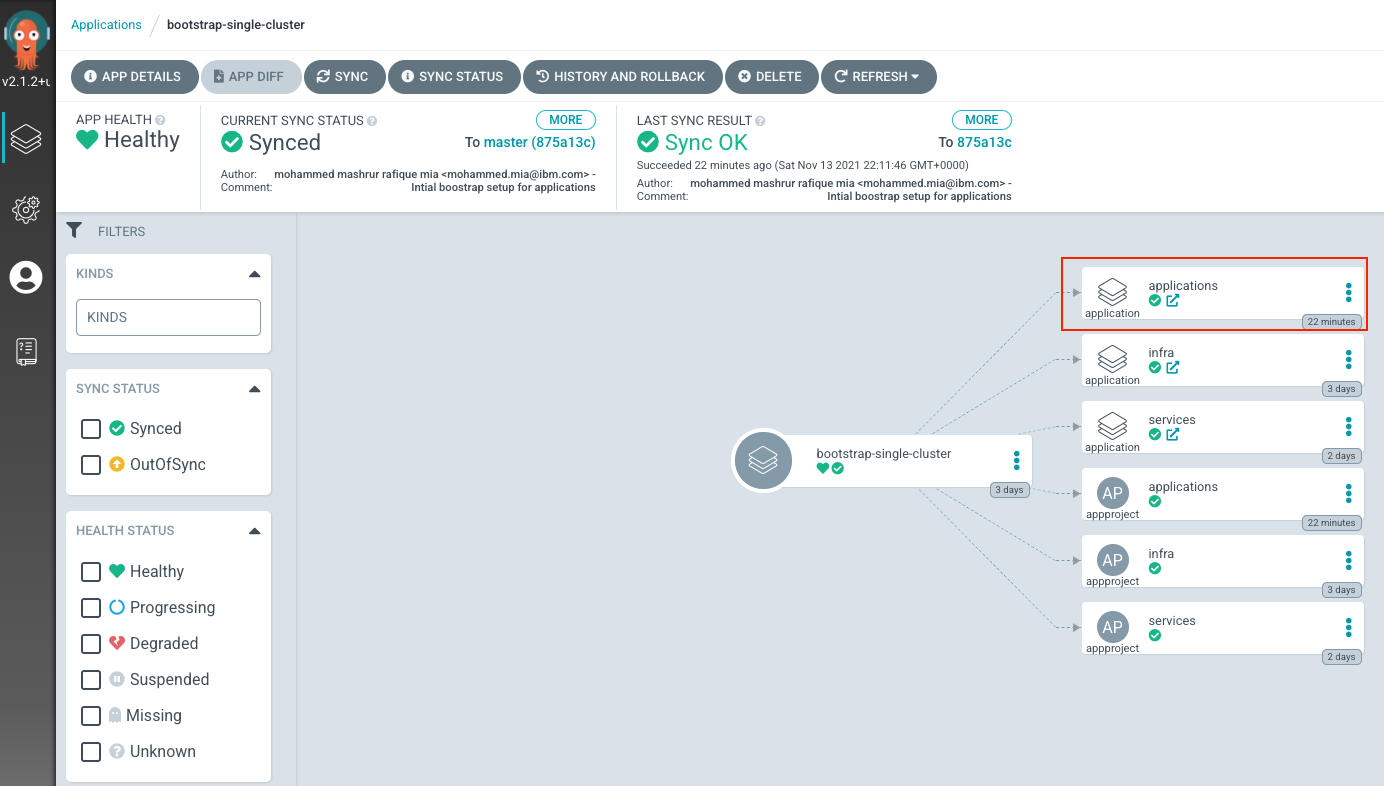 v2.1.2+u
Applications / bootstrap-single-cluster
APP DETAILS
APP DIFF
SYNC
SYNC STATUS
HISTORY AND ROLLBACK
DELETE
REFRESH
APP HEALTH
Healthy
CURRENT SYNC STATUS
MORE
Synced
To master (875a13c)
Author: mohammed mashrur rafique mia <mohammed.mia@ibm.com> -
Comment: Intial boostrap setup for applications
LAST SYNC RESULT
MORE
Sync OK
To 875a13c
Succeeded 22 minutes ago (Sat Nov 13 2021 22:11:46 GMT+0000)
Author: mohammed mashrur rafique mia <mohammed.mia@ibm.com> -
Comment: Intial boostrap setup for applications
FILTERS
KINDS
KINDS
SYNC STATUS
Synced
OutOfSync
HEALTH STATUS
Healthy
Progressing
Degraded
Suspended
Missing
Unknown
bootstrap-single-cluster
3 days
applications
application
22 minutes
infra
application
3 days
services
application
2 days
AP
applications
appproject
22 minutes
AP
infra
appproject
3 days
AP
services
appproject
2 days